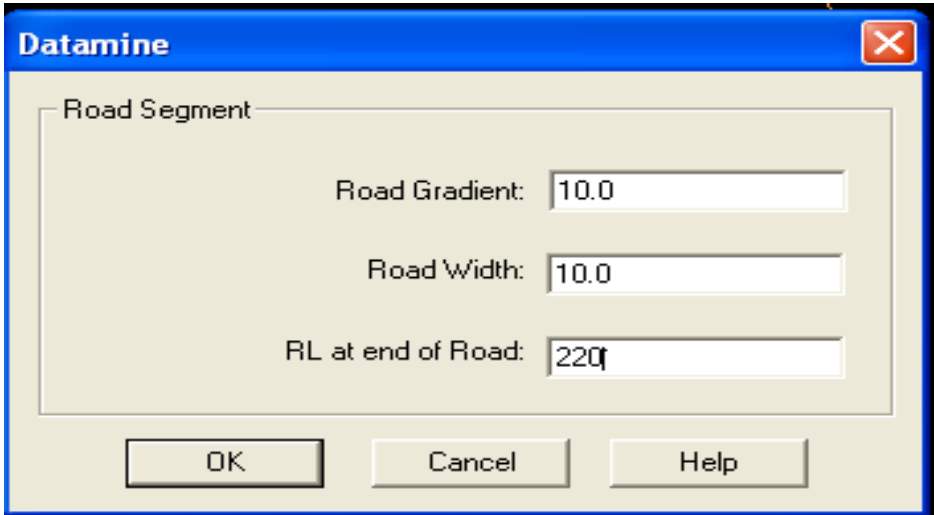 Datamine
Road Segment
Road Gradient: 10.0
Road Width: 10.0
RL at end of Road: 220
OK Cancel Help